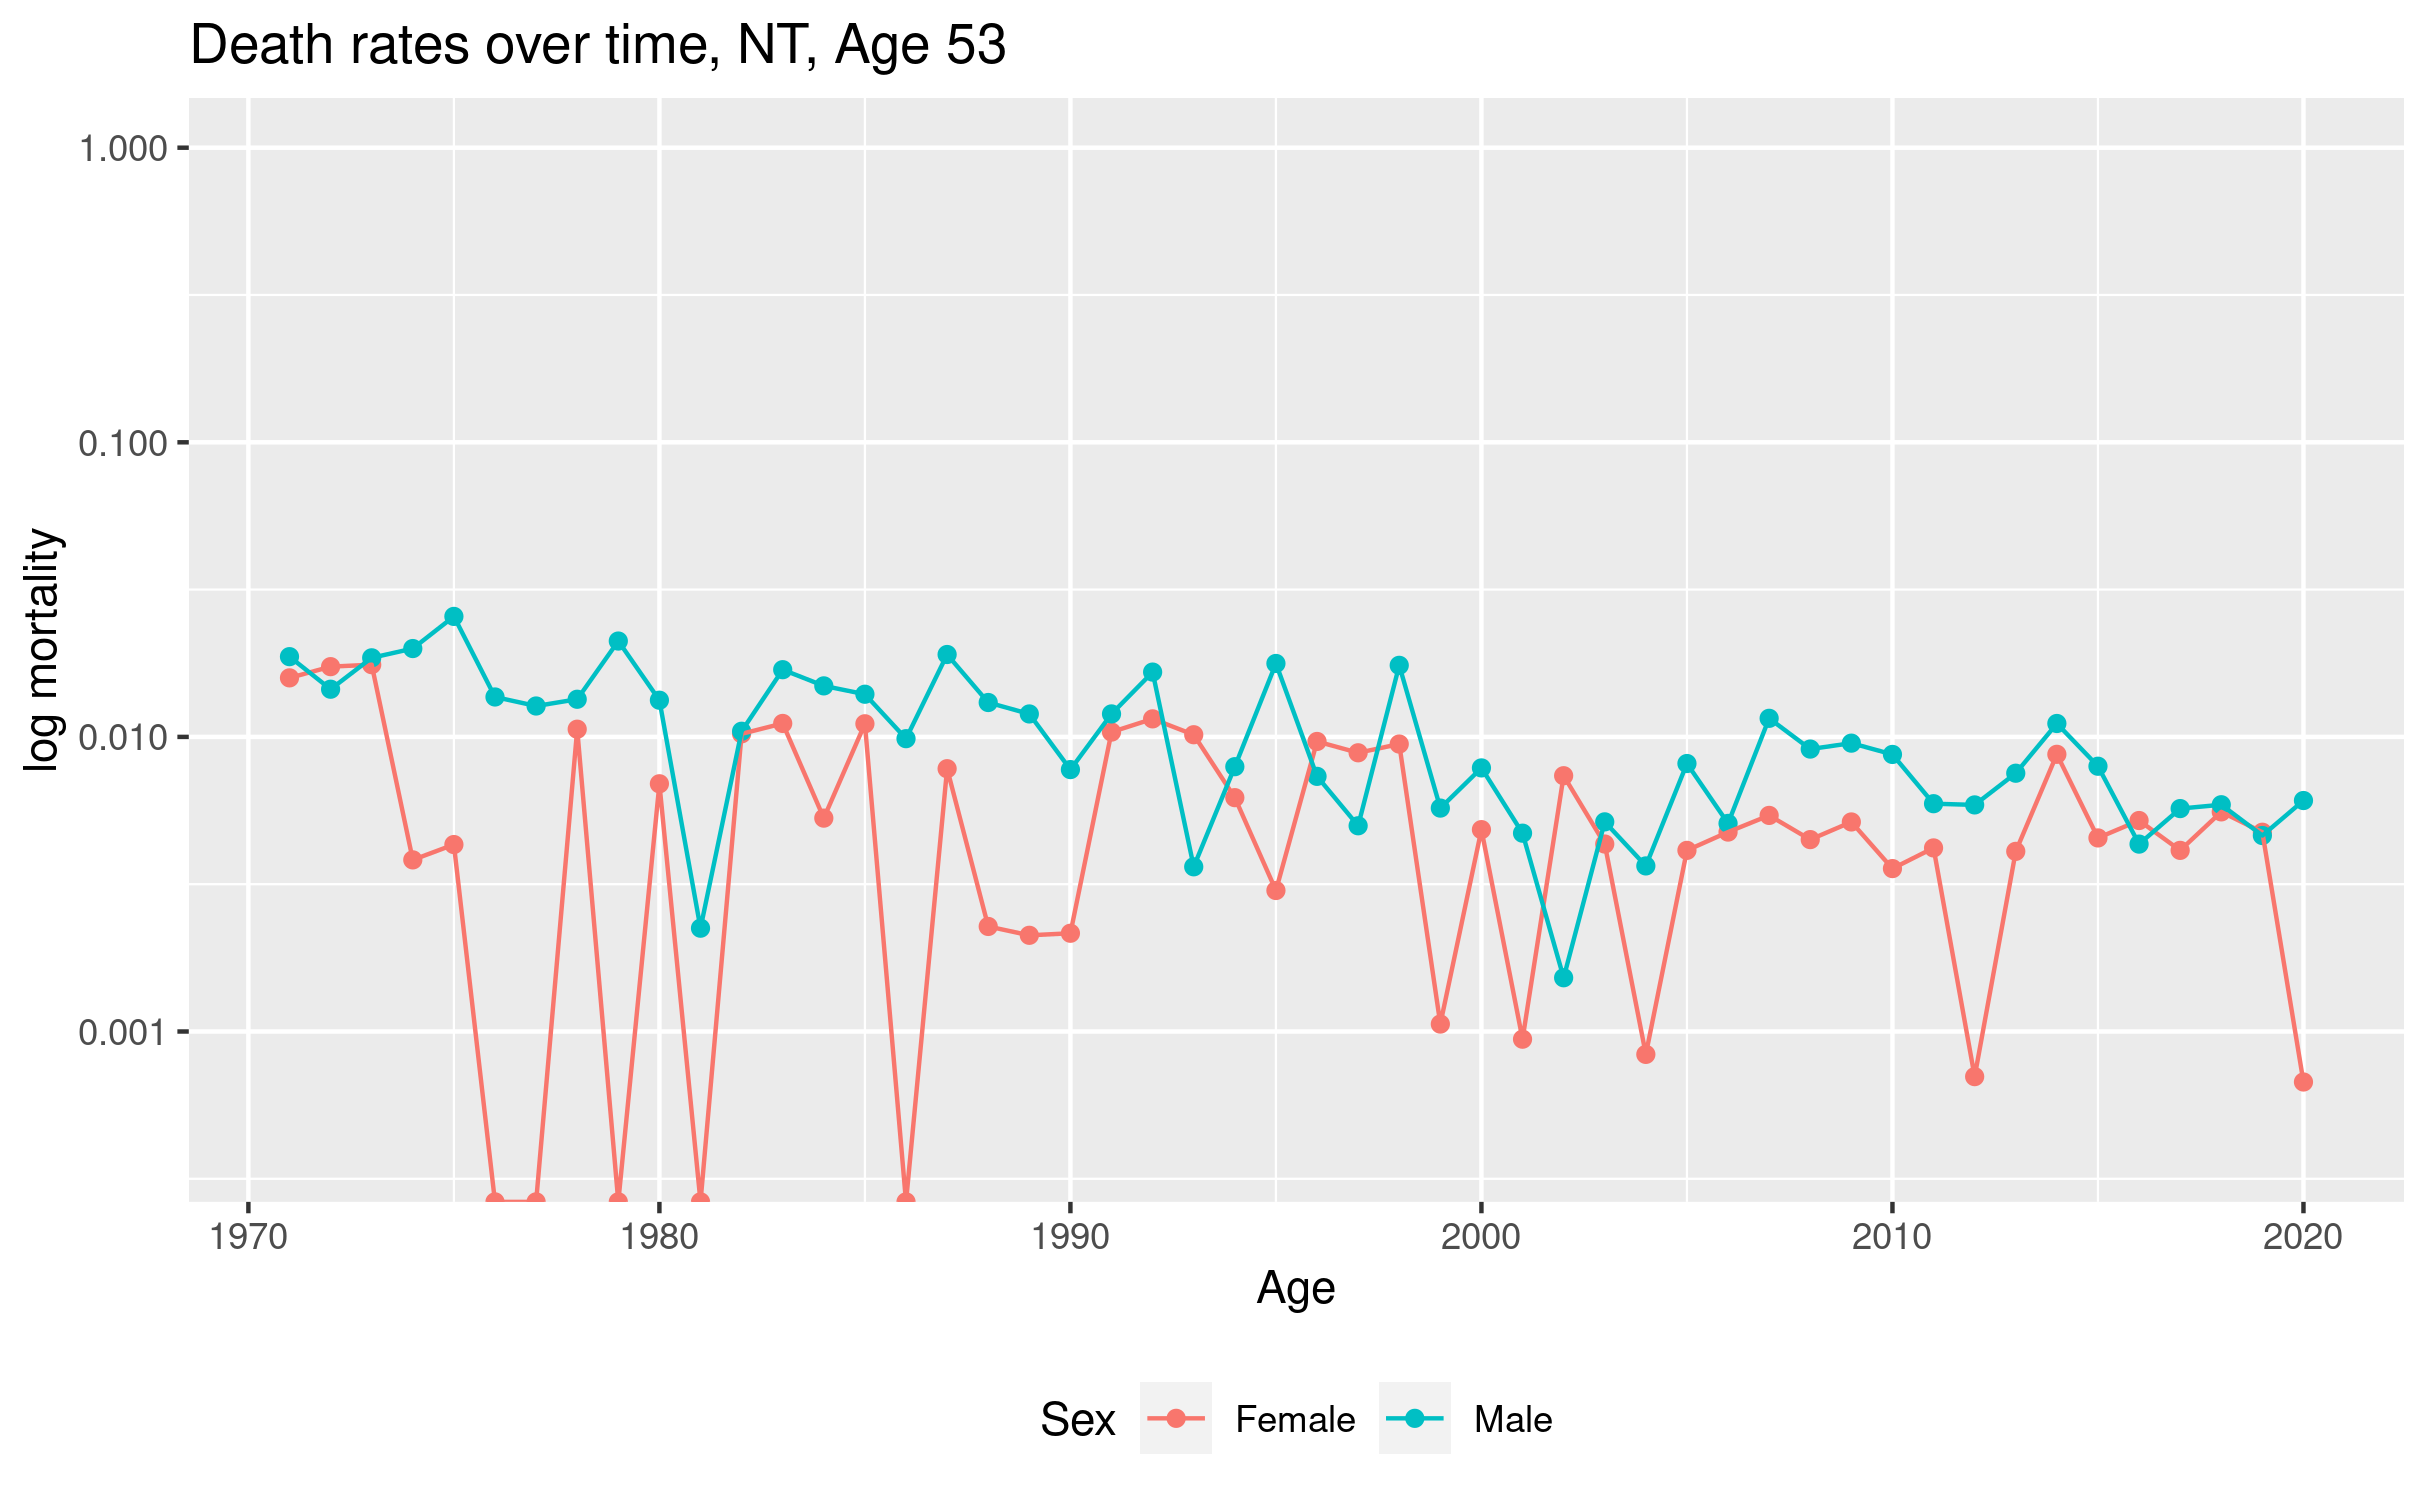 Death rates over time, NT, Age 53
log mortality
1.000
0.100
0.010
0.001
1970 1980 1990 2000 2010 2020
Age
Sex Female Male